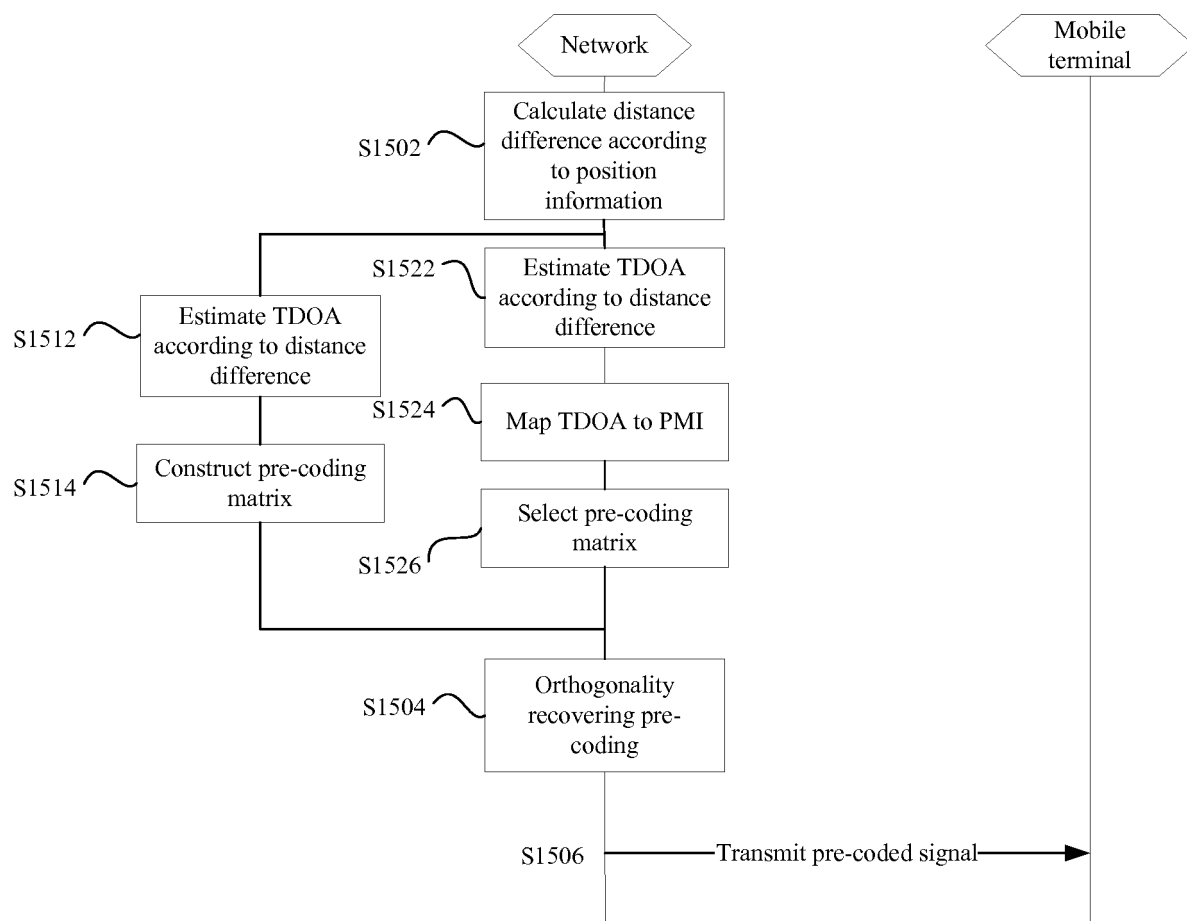 Network
Mobile
terminal
S1502
Calculate distance
difference according
to position
information
S1522
Estimate TDOA
according to distance
difference
S1512
Estimate TDOA
according to distance
difference
S1524
Map TDOA to PMI
S1514
Construct pre-coding
matrix
Select pre-coding
matrix
S1526
S1504
Orthogonality
recovering pre-
coding
S1506
Transmit pre-coded signal